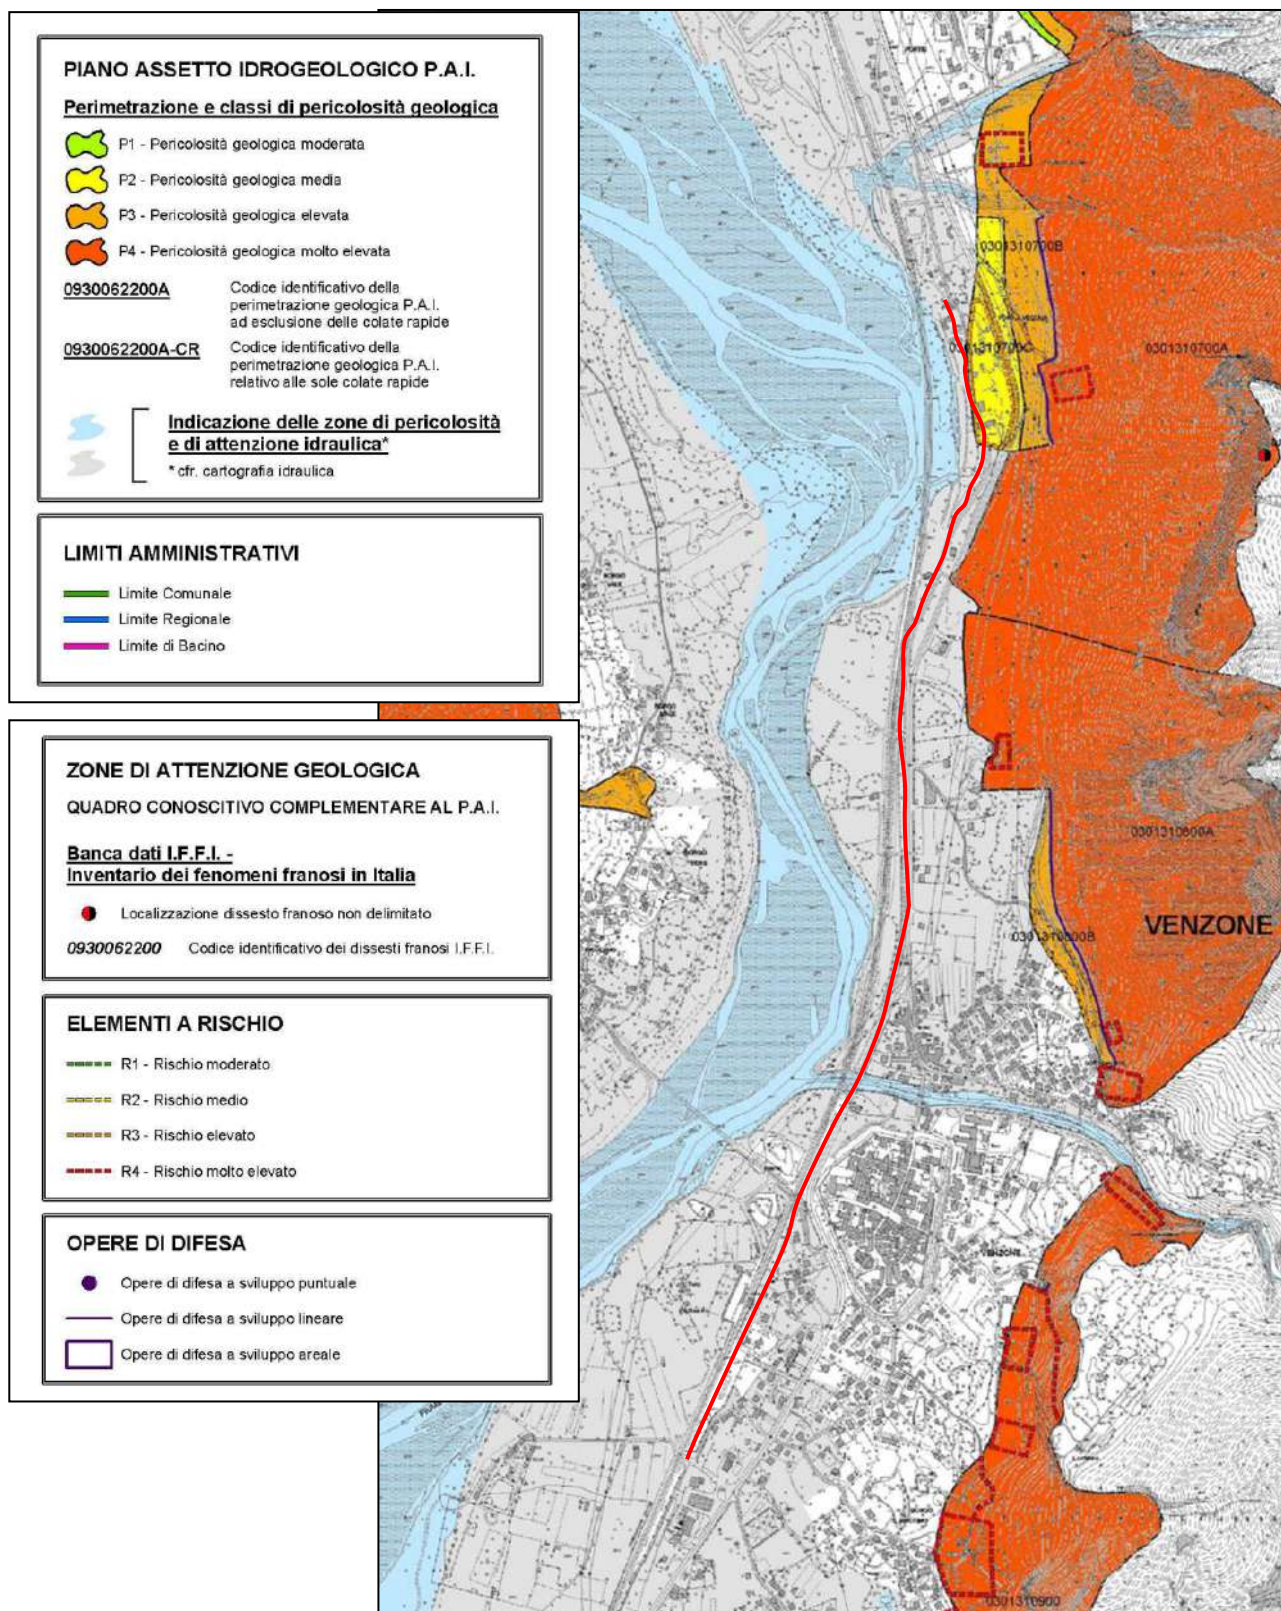 PIANO ASSETTO IDROGEOLOGICO P.A.I.
Perimetrazione e classi di pericolosità geologica
P1 - Pericolosità geologica moderata
P2 - Pericolosità geologica media
P3 - Pericolosità geologica elevata
P4 - Pericolosità geologica molto elevata
0930062200A
Codice identificativo della
perimetrazione geologica P.A.I.
ad esclusione delle colate rapide
0930062200A-CR
Codice identificativo della
perimetrazione geologica P.A.I.
relativo alle sole colate rapide
Indicazione delle zone di pericolosità
e di attenzione idraulica*
* cfr. cartografia idraulica
LIMITI AMMINISTRATIVI
Limite Comunale
Limite Regionale
Limite di Bacino
ZONE DI ATTENZIONE GEOLOGICA
QUADRO CONOSCITIVO COMPLEMENTARE AL P.A.I.
Banca dati I.F.F.I. -
Inventario dei fenomeni franosi in Italia
Localizzazione dissesto franoso non delimitato
0930062200 Codice identificativo dei dissesti franosi I.F.F.I.
ELEMENTI A RISCHIO
R1 - Rischio moderato
R2 - Rischio medio
R3 - Rischio elevato
R4 - Rischio molto elevato
OPERE DI DIFESA
Opere di difesa a sviluppo puntuale
Opere di difesa a sviluppo lineare
Opere di difesa a sviluppo areale
0301310700B
0301310700C
0301310700A
0301310800A
VENZONE
0301310800B
VENZONE
0301310900